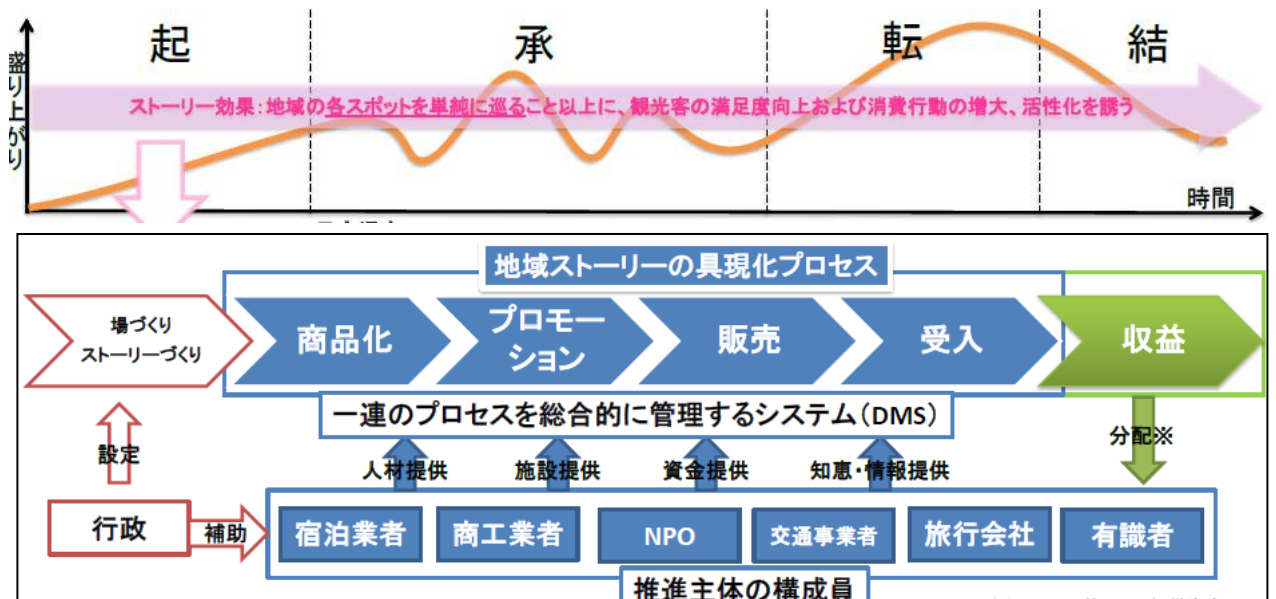 起
承
転
結
盛り上がり
ストーリー効果：地域の各スポットを単純に巡ること以上に、観光客の満足度向上および消費行動の増大、活性化を誘う
時間
地域ストーリーの具現化プロセス
場づくり
ストーリーづくり
商品化
プロモー
ション
販売
受入
収益
一連のプロセスを総合的に管理するシステム（DMS）
設定
人材提供
施設提供
資金提供
知恵・情報提供
分配※
行政
補助
宿泊業者
商工業者
NPO
交通事業者
旅行会社
有識者
推進主体の構成員